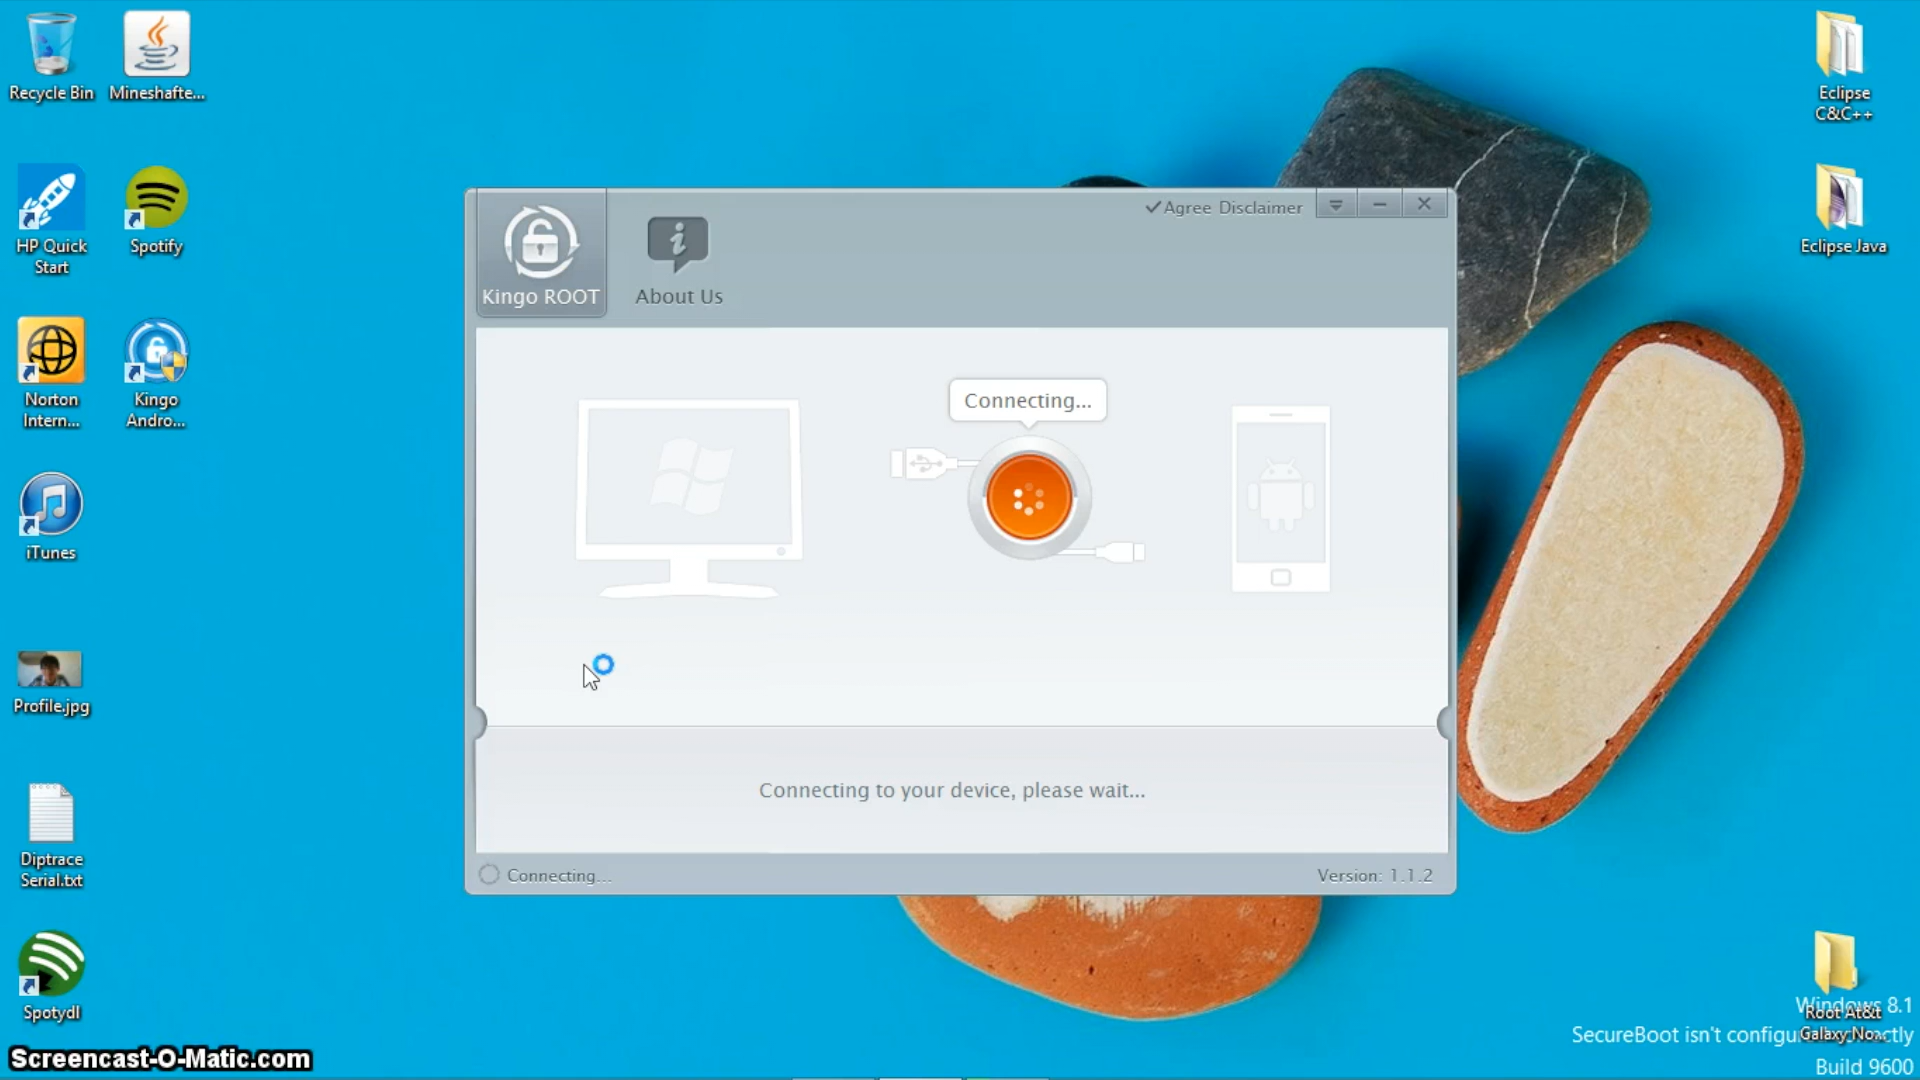 Recycle Bin
Mineshafte...
HP Quick
Start
Spotify
Norton
Intern...
Kingo
Andro...
iTunes
Profile.jpg
Diptrace
Serial.txt
Spotydl
Screencast-O-Matic.com
Kingo ROOT
About Us
Agree Disclaimer
Connecting...
Connecting to your device, please wait...
Connecting...
Version: 1.1.2
Eclipse
C&C++
Eclipse Java
Windows 8.1
Root At&t
SecureBoot isn't
Galaxy
Build 9600